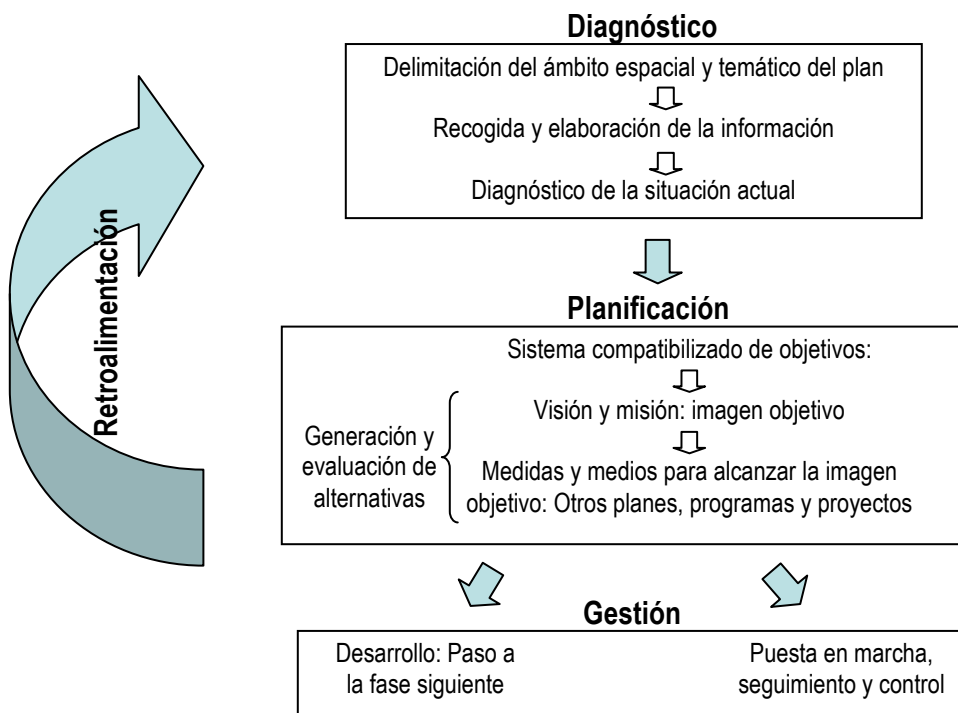 Diagnóstico
Delimitación del ámbito espacial y temático del plan
Recogida y elaboración de la información
Diagnóstico de la situación actual
Retroalimentación
Planificación
Sistema compatibilizado de objetivos:
Visión y misión: imagen objetivo
Generación y
evaluación de
alternativas
Medidas y medios para alcanzar la imagen
objetivo: Otros planes, programas y proyectos
Gestión
Desarrollo: Paso a
la fase siguiente
Puesta en marcha,
seguimiento y control